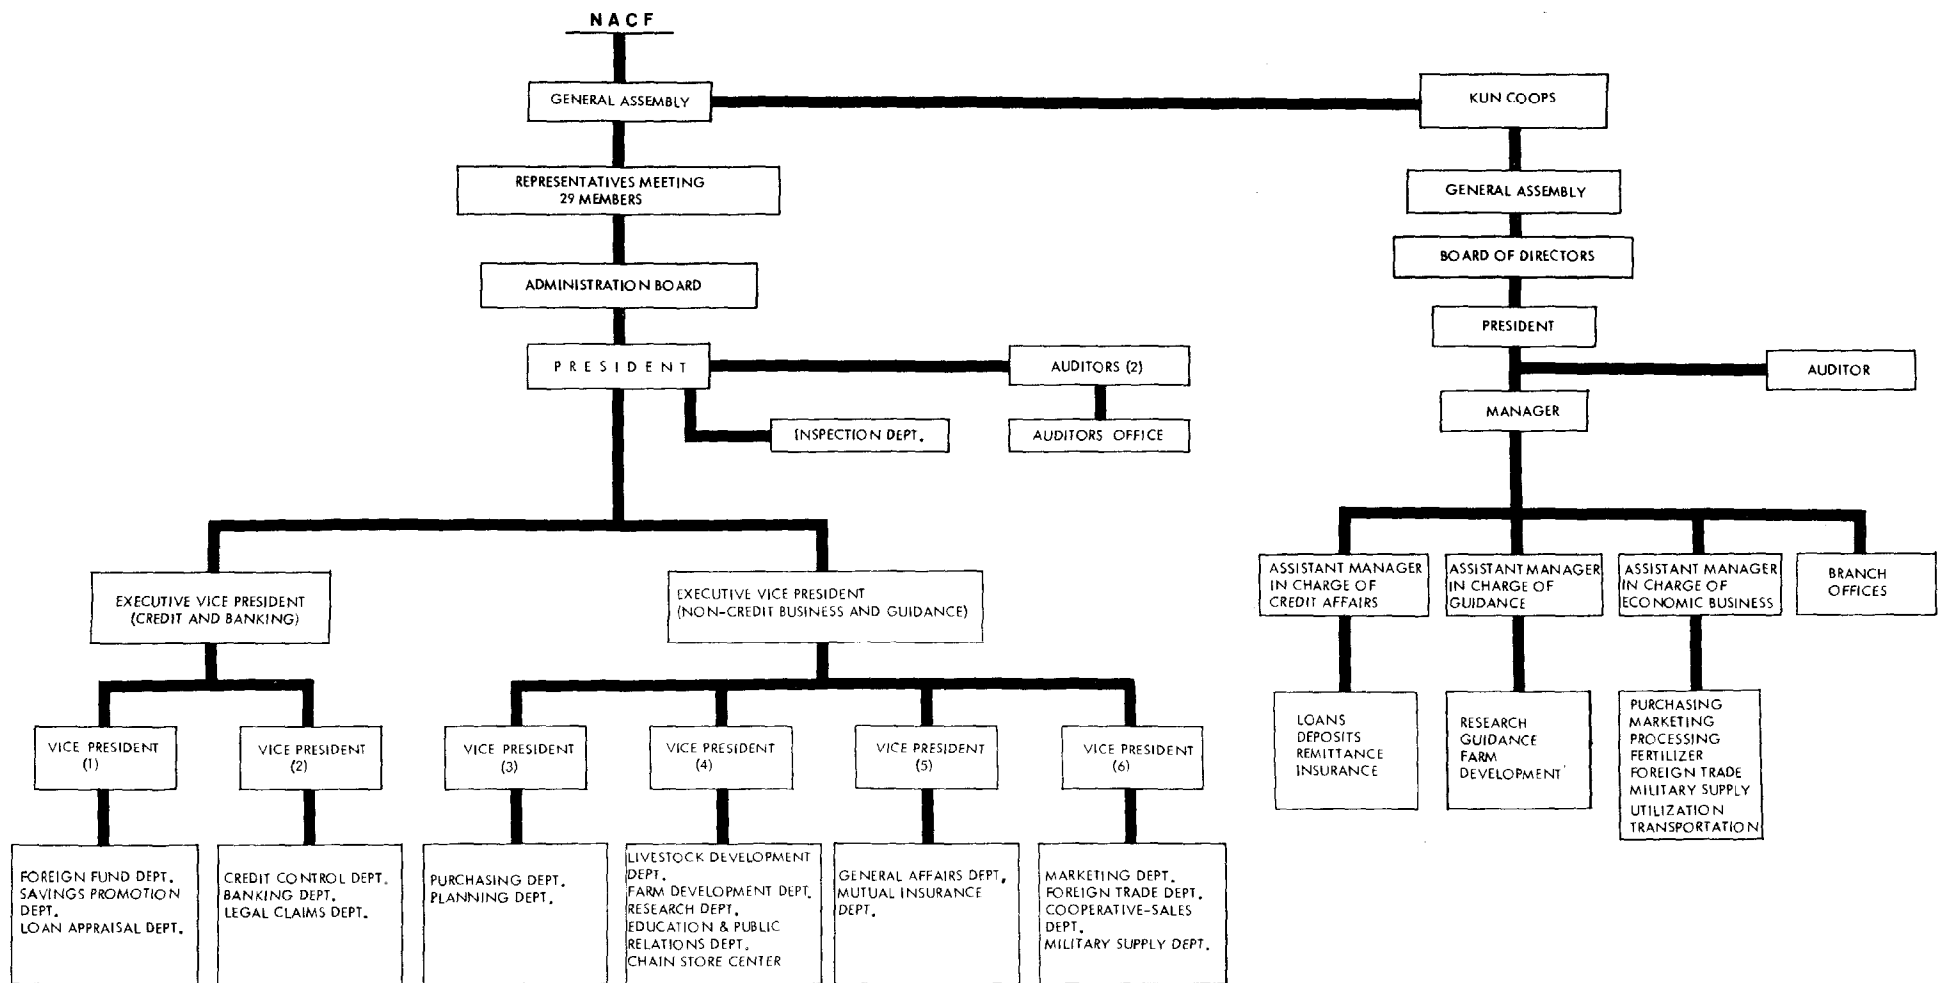 NACF
GENERAL ASSEMBLY
KUN COOPS
REPRESENTATIVES MEETING
29 MEMBERS
GENERAL ASSEMBLY
BOARD OF DIRECTORS
ADMINISTRATION BOARD
PRESIDENT
PRESIDENT
AUDITORS (2)
AUDITOR
MANAGER
INSPECTION DEPT.
AUDITORS OFFICE
EXECUTIVE VICE PRESIDENT
(CREDIT AND BANKING)
EXECUTIVE VICE PRESIDENT
(NON-CREDIT BUSINESS AND GUIDANCE)
ASSISTANT MANAGER
IN CHARGE OF
CREDIT AFFAIRS
ASSISTANT MANAGER
IN CHARGE OF
GUIDANCE
ASSISTANT MANAGER
IN CHARGE OF
ECONOMIC BUSINESS
BRANCH
OFFICES
VICE PRESIDENT
(1)
VICE PRESIDENT
(2)
VICE PRESIDENT
(3)
VICE PRESIDENT
(4)
VICE PRESIDENT
(5)
VICE PRESIDENT
(6)
LOANS
DEPOSITS
REMITTANCE
INSURANCE
RESEARCH
GUIDANCE
FARM
DEVELOPMENT
PURCHASING
MARKETING
PROCESSING
FERTILIZER
FOREIGN TRADE
MILITARY SUPPLY
UTILIZATION
TRANSPORTATION
FOREIGN FUND DEPT.
SAVINGS PROMOTION
DEPT.
LOAN APPRAISAL DEPT.
CREDIT CONTROL DEPT.
BANKING DEPT.
LEGAL CLAIMS DEPT.
PURCHASING DEPT.
PLANNING DEPT.
LIVESTOCK DEVELOPMENT
DEPT.
FARM DEVELOPMENT DEPT.
RESEARCH DEPT.
EDUCATION & PUBLIC
RELATIONS DEPT.
CHAIN STORE CENTER
GENERAL AFFAIRS DEPT,
MUTUAL INSURANCE
DEPT.
MARKETING DEPT.
FOREIGN TRADE DEPT.
COOPERATIVE-SALES
DEPT.
MILITARY SUPPLY DEPT.